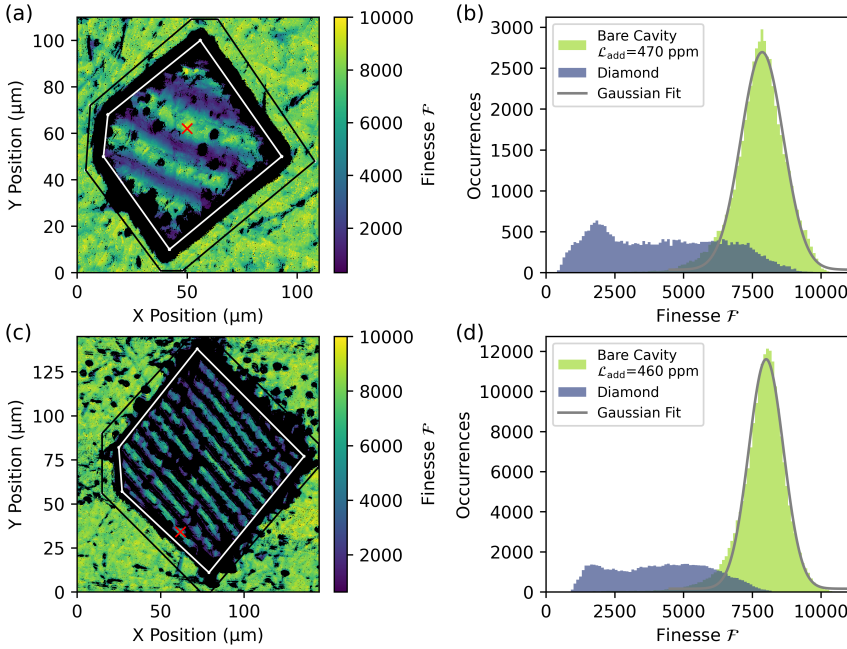 (a)
100
80
60
40
20
0
0
50
100
X Position (μm)
Y Position (μm)
10000
8000
6000
4000
2000
Finesse ℱ
(b)
3000
2500
2000
1500
1000
500
0
0
2500
5000
7500
10000
Finesse ℱ
Occurrences
Bare Cavity
ℒadd=470 ppm
Diamond
Gaussian Fit
(c)
125
100
75
50
25
0
0
50
100
X Position (μm)
Y Position (μm)
10000
8000
6000
4000
2000
Finesse ℱ
(d)
12000
10000
8000
6000
4000
2000
0
0
2500
5000
7500
10000
Finesse ℱ
Occurrences
Bare Cavity
ℒadd=460 ppm
Diamond
Gaussian Fit